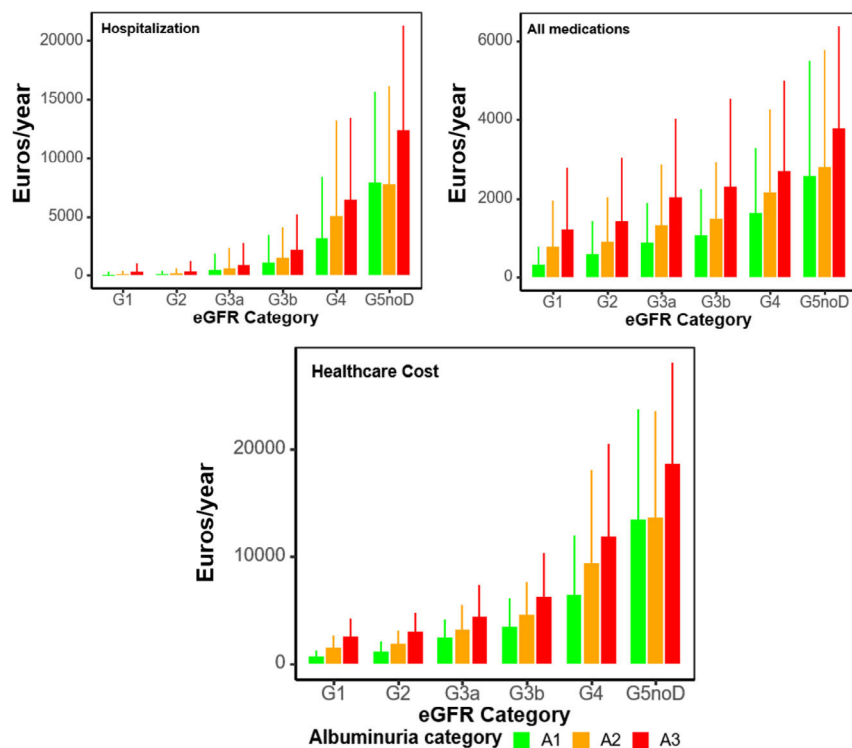 Hospitalization
Euros/year
20000
15000
10000
5000
0
G1 G2 G3a G3b G4 G5noD
eGFR Category
All medications
Euros/year
6000
4000
2000
0
G1 G2 G3a G3b G4 G5noD
eGFR Category
Healthcare Cost
Euros/year
20000
10000
0
G1 G2 G3a G3b G4 G5noD
eGFR Category
Albuminuria category A1 A2 A3